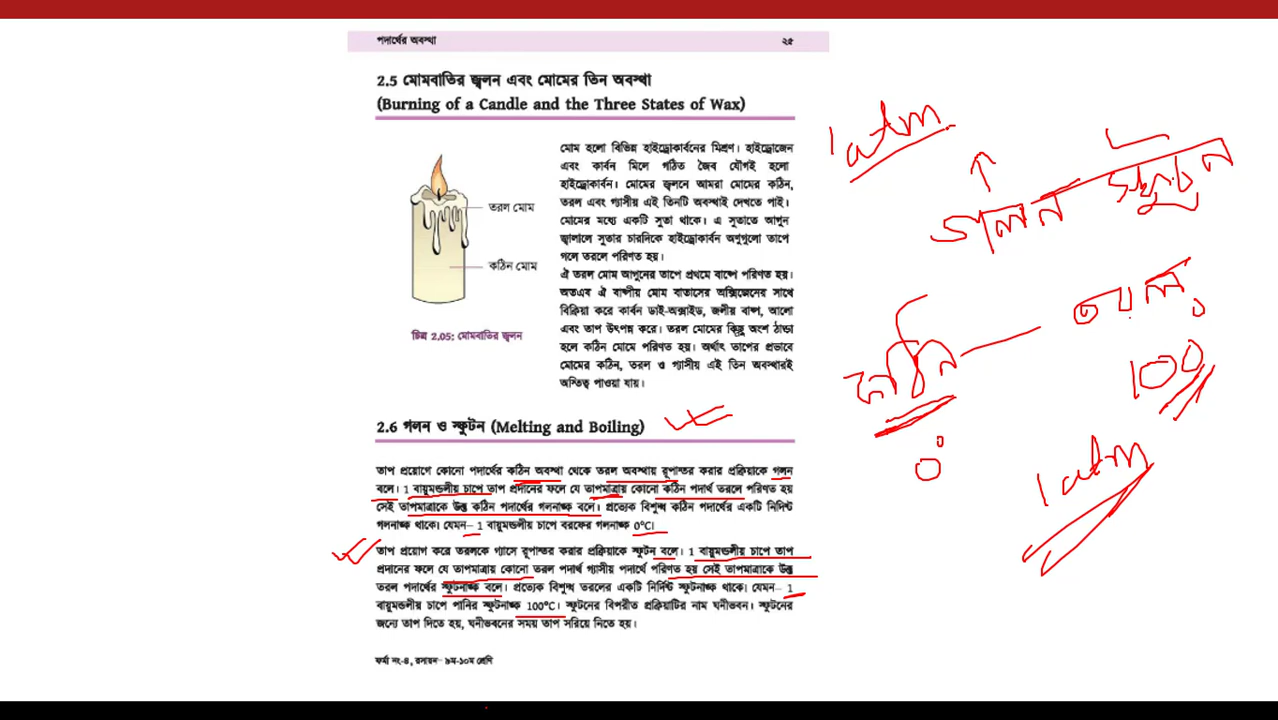 পদার্থের অবস্থা ২৫
2.5 মোমবাতির জ্বলন এবং মোমের তিন অবস্থা
(Burning of a Candle and the Three States of Wax)
মোম হলো বিভিন্ন হাইড্রোকার্বনের মিশ্রণ। হাইড্রোজেন
এবং কার্বন মিলে গঠিত জৈব যৌগই হলো
হাইড্রোকার্বন। মোমের জ্বলনে আমরা মোমের কঠিন,
তরল এবং গ্যাসীয় এই তিনটি অবস্থাই দেখতে পাই।
মোমের মধ্যে একটি সুতা থাকে। এ সুতাতে আগুন
জ্বালালে সুতার চারদিকে হাইড্রোকার্বন অণুগুলো তাপে
গলে তরলে পরিণত হয়।
ঐ তরল মোম আগুনের তাপে প্রথমে বাষ্পে পরিণত হয়।
অতএব ঐ বাষ্পীয় মোম বাতাসের অক্সিজেনের সাথে
বিক্রিয়া করে কার্বন ডাই-অক্সাইড, জলীয় বাষ্প, আলো
এবং তাপ উৎপন্ন করে। তরল মোমের কিছু অংশ ঠান্ডা
হলে কঠিন মোমে পরিণত হয়। অর্থাৎ তাপের প্রভাবে
মোমের কঠিন, তরল ও গ্যাসীয় এই তিন অবস্থারই
অস্তিত্ব পাওয়া যায়।
তরল মোম
কঠিন মোম
চিত্র 2.05: মোমবাতির জ্বলন
2.6 গলন ও স্ফুটন (Melting and Boiling)
তাপ প্রয়োগে কোনো পদার্থের কঠিন অবস্থা থেকে তরল অবস্থায় রূপান্তর করার প্রক্রিয়াকে গলন
বলে। 1 বায়ুমণ্ডলীয় চাপে তাপ প্রদানের ফলে যে তাপমাত্রায় কোনো কঠিন পদার্থ তরলে পরিণত হয়
সেই তাপমাত্রাকে উক্ত কঠিন পদার্থের গলনাঙ্ক বলে। প্রত্যেক বিশুদ্ধ কঠিন পদার্থের একটি নির্দিষ্ট
গলনাঙ্ক থাকে। যেমন– 1 বায়ুমণ্ডলীয় চাপে বরফের গলনাঙ্ক 0°C।
তাপ প্রয়োগ করে তরলকে গ্যাসে রূপান্তর করার প্রক্রিয়াকে স্ফুটন বলে। 1 বায়ুমণ্ডলীয় চাপে তাপ
প্রদানের ফলে যে তাপমাত্রায় কোনো তরল পদার্থ গ্যাসীয় পদার্থে পরিণত হয় সেই তাপমাত্রাকে উক্ত
তরল পদার্থের স্ফুটনাঙ্ক বলে। প্রত্যেক বিশুদ্ধ তরলের একটি নির্দিষ্ট স্ফুটনাঙ্ক থাকে। যেমন– 1
বায়ুমণ্ডলীয় চাপে পানির স্ফুটনাঙ্ক 100°C। স্ফুটনের বিপরীত প্রক্রিয়াটির নাম ঘনীভবন। স্ফুটনের
জন্যে তাপ দিতে হয়, ঘনীভবনের সময় তাপ সরিয়ে নিতে হয়।
ফর্মা নং-৪, রসায়ন- ৯ম-১০ম শ্রেণি
1atm
গলন স্ফুটন
কঠিন — তরল
100°
0°
1atm